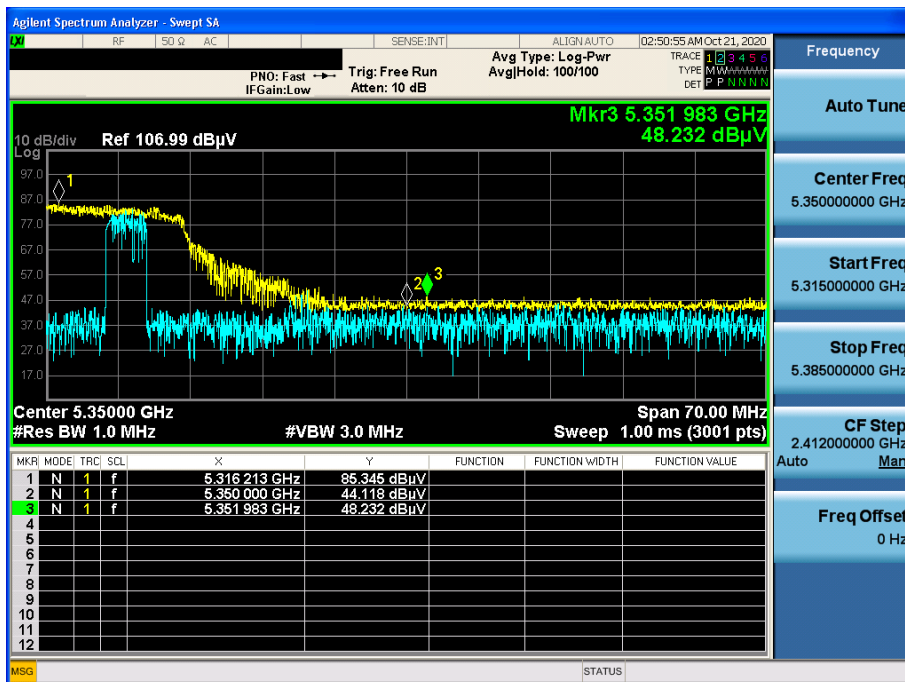 Agilent Spectrum Analyzer - Swept SA
LXI RF 50 Ω AC SENSE:INT ALIGN AUTO 02:50:55 AM Oct 21, 2020
Frequency
Avg Type: Log-Pwr TRACE 1 2 3 4 5 6
PNO: Fast Trig: Free Run Avg|Hold: 100/100 TYPE M
IFGain:Low Atten: 10 dB DET P P N N N N
Auto Tune
Mkr3 5.351 983 GHz
48.232 dBµV
10 dB/div Ref 106.99 dBµV
Log
97.0
87.0
77.0
67.0
57.0
47.0
37.0
27.0
17.0
1
2
3
Center Freq
5.350000000 GHz
Start Freq
5.315000000 GHz
Stop Freq
5.385000000 GHz
Center 5.35000 GHz Span 70.00 MHz
#Res BW 1.0 MHz #VBW 3.0 MHz Sweep 1.00 ms (3001 pts)
CF Step
2.412000000 GHz
Auto Man
MKR MODE TRC SCL X Y FUNCTION FUNCTION WIDTH FUNCTION VALUE
1 N 1 f 5.316 213 GHz 85.345 dBµV
2 N 1 f 5.350 000 GHz 44.118 dBµV
3 N 1 f 5.351 983 GHz 48.232 dBµV
4
5
6
7
8
9
10
11
12
Freq Offset
0 Hz
MSG STATUS